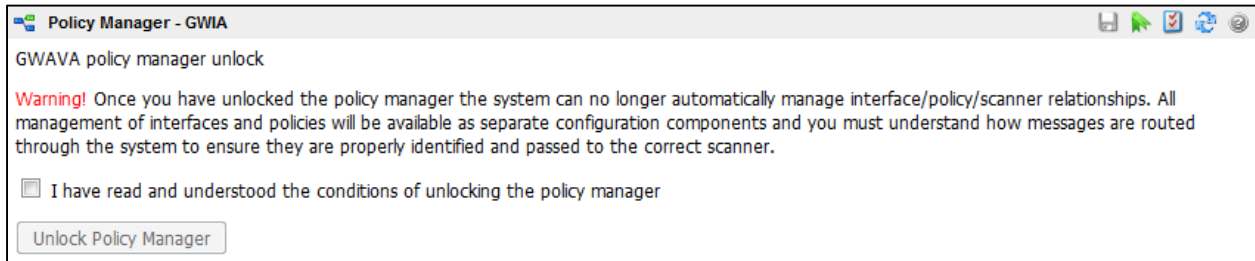 Policy Manager - GWIA
GWAVA policy manager unlock
Warning! Once you have unlocked the policy manager the system can no longer automatically manage interface/policy/scanner relationships. All
management of interfaces and policies will be available as separate configuration components and you must understand how messages are routed
through the system to ensure they are properly identified and passed to the correct scanner.
I have read and understood the conditions of unlocking the policy manager
Unlock Policy Manager